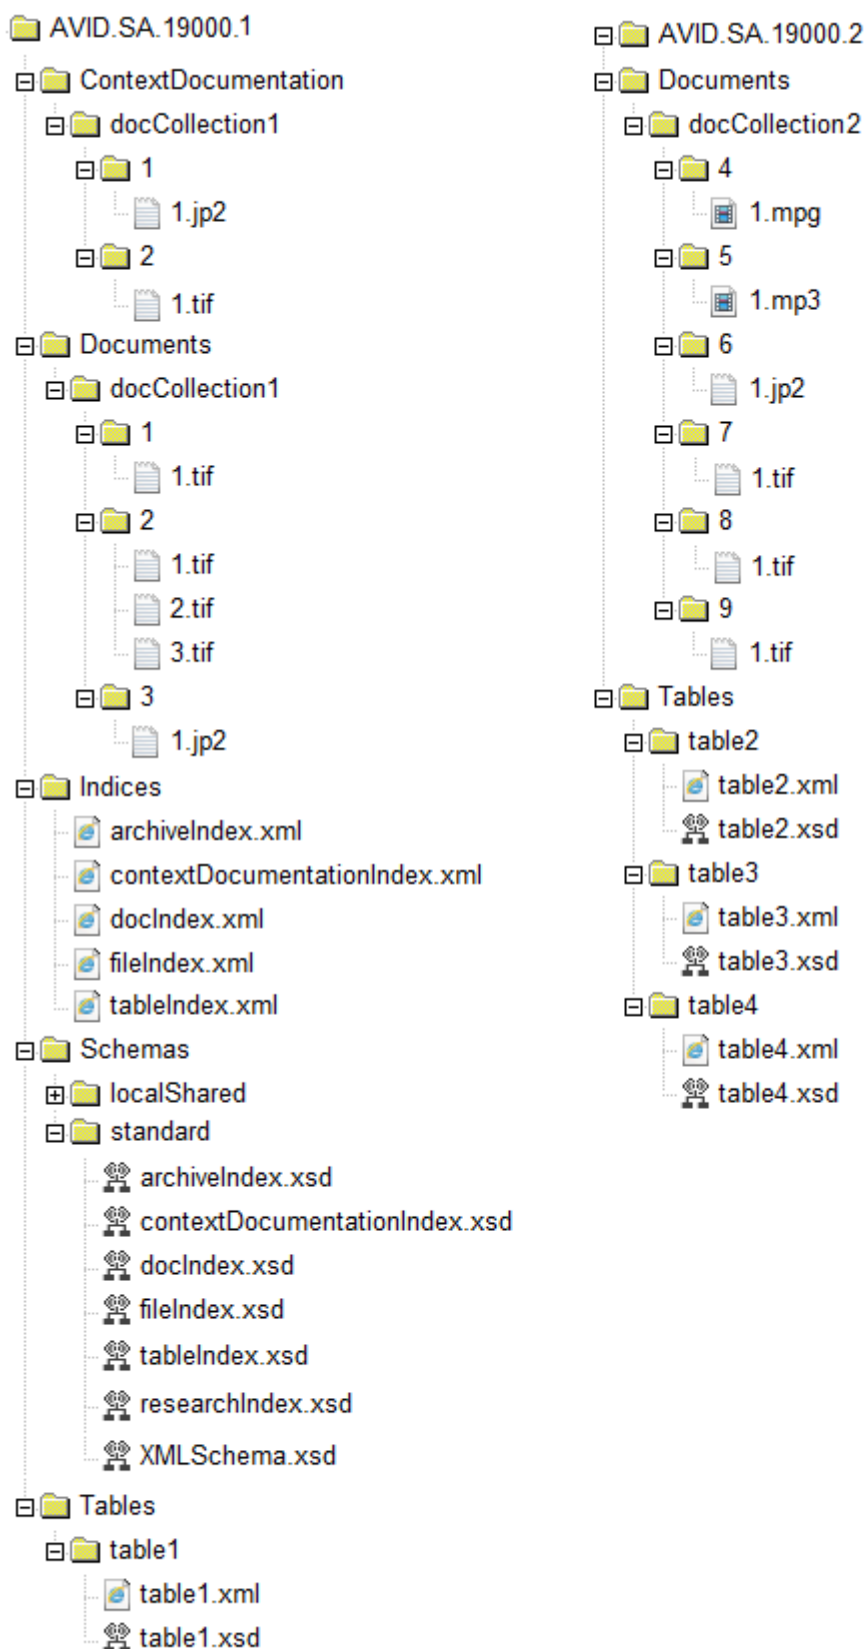 AVID.SA.19000.1
ContextDocumentation
docCollection1
1
1.jp2
2
1.tif
Documents
docCollection1
1
1.tif
2
1.tif
2.tif
3.tif
3
1.jp2
Indices
archiveIndex.xml
contextDocumentationIndex.xml
docIndex.xml
fileIndex.xml
tableIndex.xml
Schemas
localShared
standard
archiveIndex.xsd
contextDocumentationIndex.xsd
docIndex.xsd
fileIndex.xsd
tableIndex.xsd
researchIndex.xsd
XMLSchema.xsd
Tables
table1
table1.xml
table1.xsd
AVID.SA.19000.2
Documents
docCollection2
4
1.mpg
5
1.mp3
6
1.jp2
7
1.tif
8
1.tif
9
1.tif
Tables
table2
table2.xml
table2.xsd
table3
table3.xml
table3.xsd
table4
table4.xml
table4.xsd